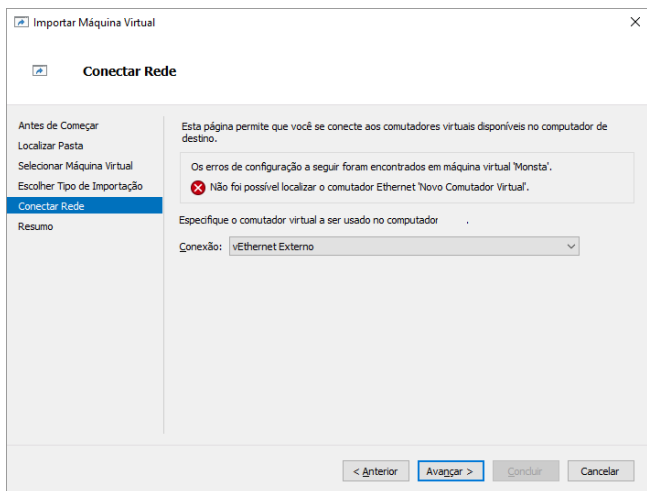 Importar Máquina Virtual
Conectar Rede
Antes de Começar
Localizar Pasta
Selecionar Máquina Virtual
Escolher Tipo de Importação
Conectar Rede
Resumo
Esta página permite que você se conecte aos comutadores virtuais disponíveis no computador de
destino.
Os erros de configuração a seguir foram encontrados em máquina virtual 'Monsta'.
Não foi possível localizar o comutador Ethernet 'Novo Comutador Virtual'.
Especifique o comutador virtual a ser usado no computador .
Conexão: vEthernet Externo
< Anterior Avançar > Concluir Cancelar